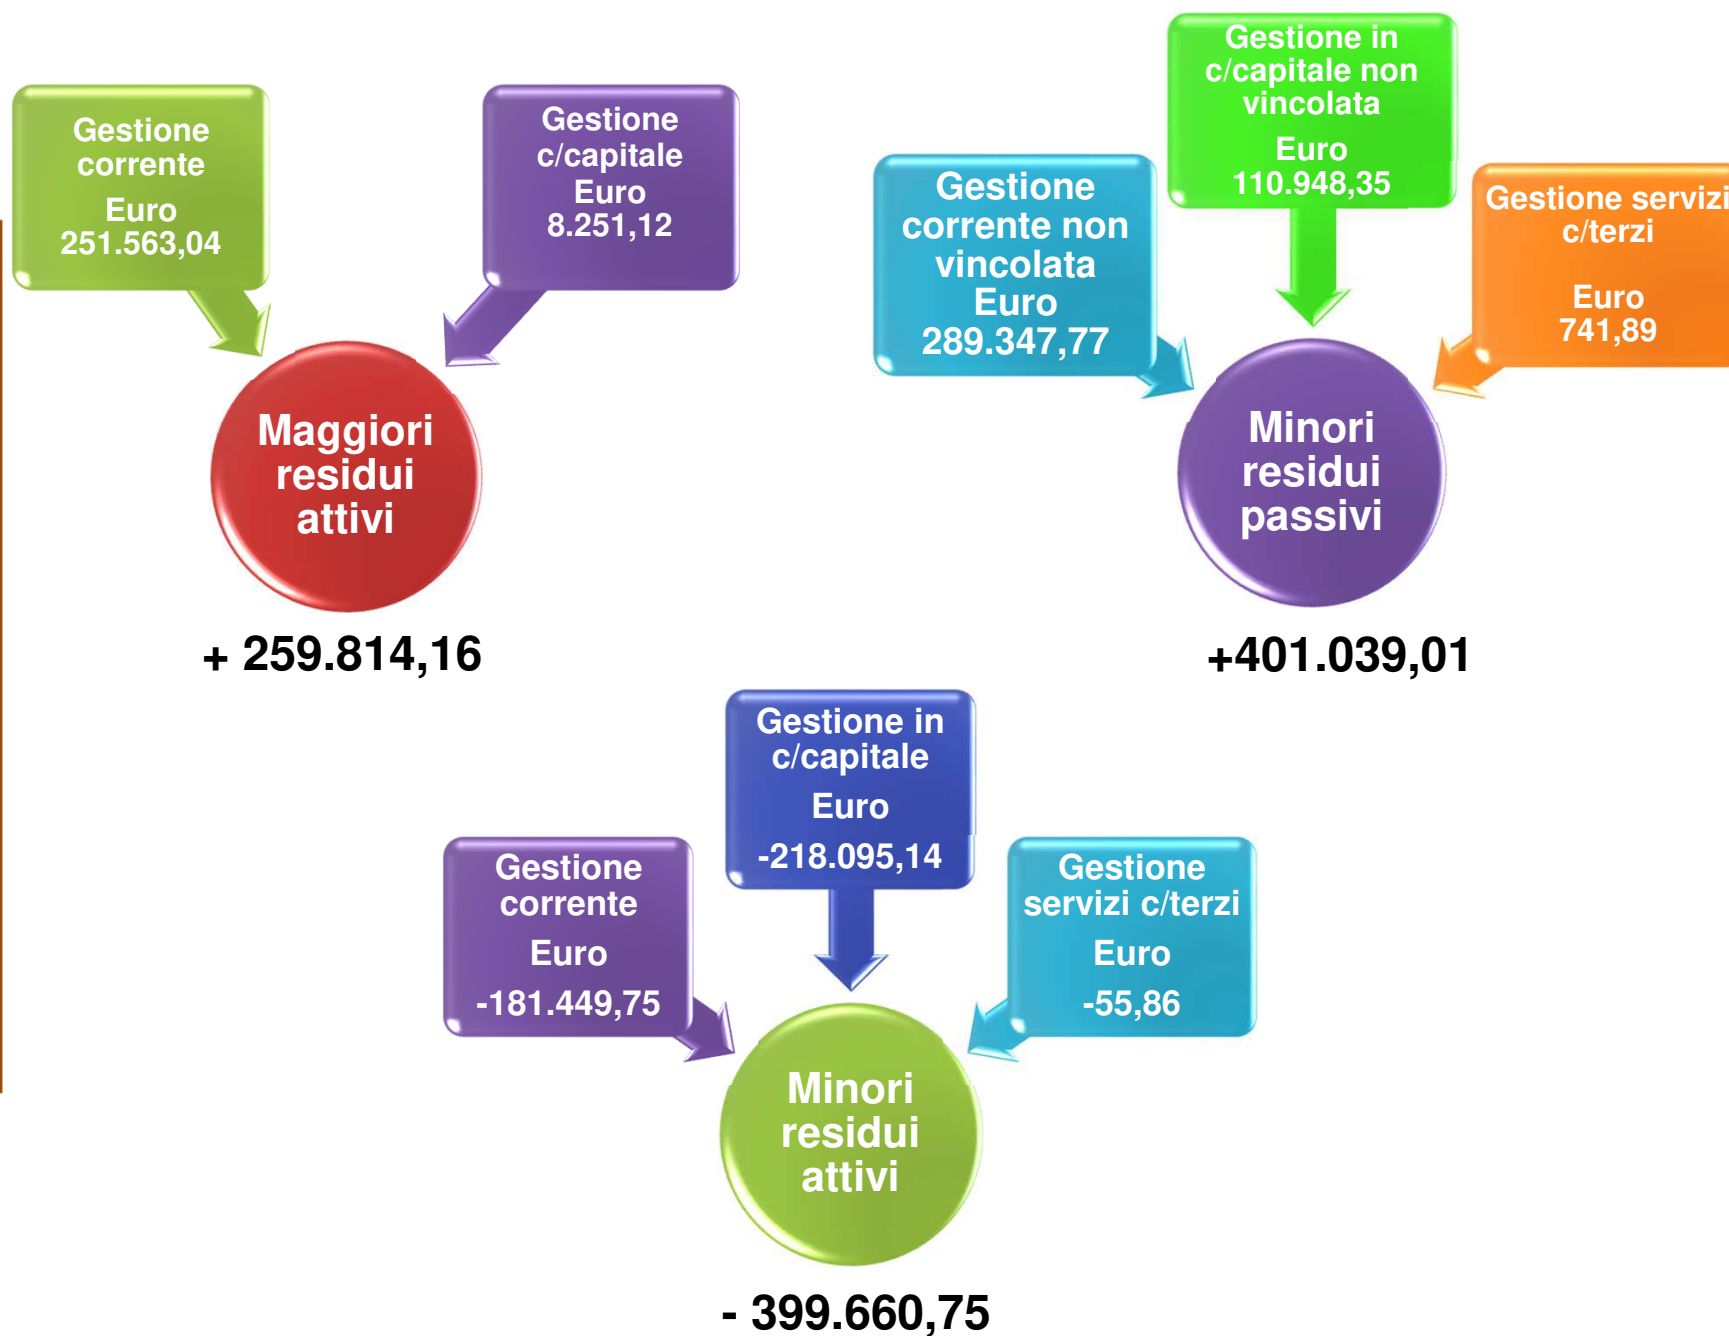 Gestione
corrente
Euro
251.563,04
Gestione
c/capitale
Euro
8.251,12
Maggiori
residui
attivi
+ 259.814,16
Gestione
corrente non
vincolata
Euro
289.347,77
Gestione in
c/capitale non
vincolata
Euro
110.948,35
Gestione servizi
c/terzi
Euro
741,89
Minori
residui
passivi
+401.039,01
Gestione
corrente
Euro
-181.449,75
Gestione in
c/capitale
Euro
-218.095,14
Gestione
servizi c/terzi
Euro
-55,86
Minori
residui
attivi
- 399.660,75